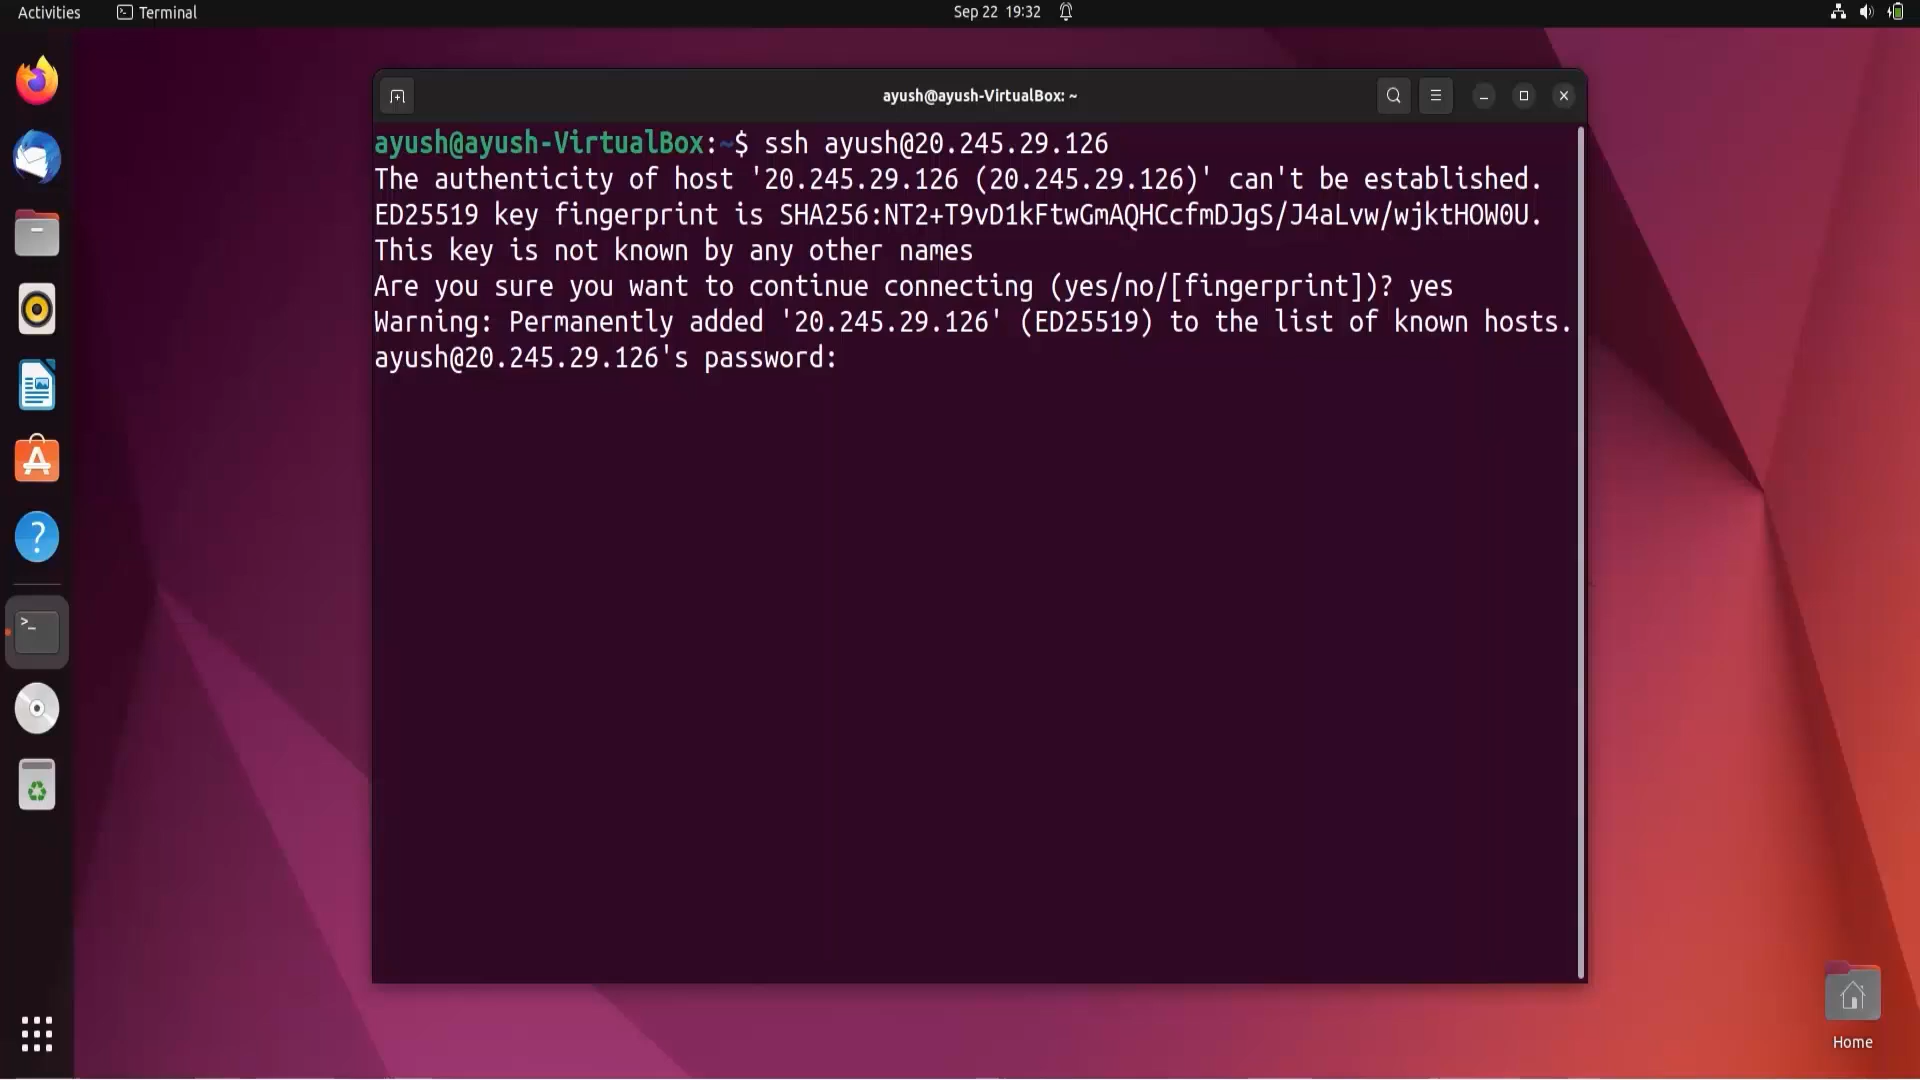 Activities
Terminal
Sep 22 19:32
ayush@ayush-VirtualBox: ~
ayush@ayush-VirtualBox:~$ ssh ayush@20.245.29.126
The authenticity of host '20.245.29.126 (20.245.29.126)' can't be established.
ED25519 key fingerprint is SHA256:NT2+T9vD1kFtwGmAQHCcfmDJgS/J4aLvw/wjktHOW0U.
This key is not known by any other names
Are you sure you want to continue connecting (yes/no/[fingerprint])? yes
Warning: Permanently added '20.245.29.126' (ED25519) to the list of known hosts.
ayush@20.245.29.126's password:
Home